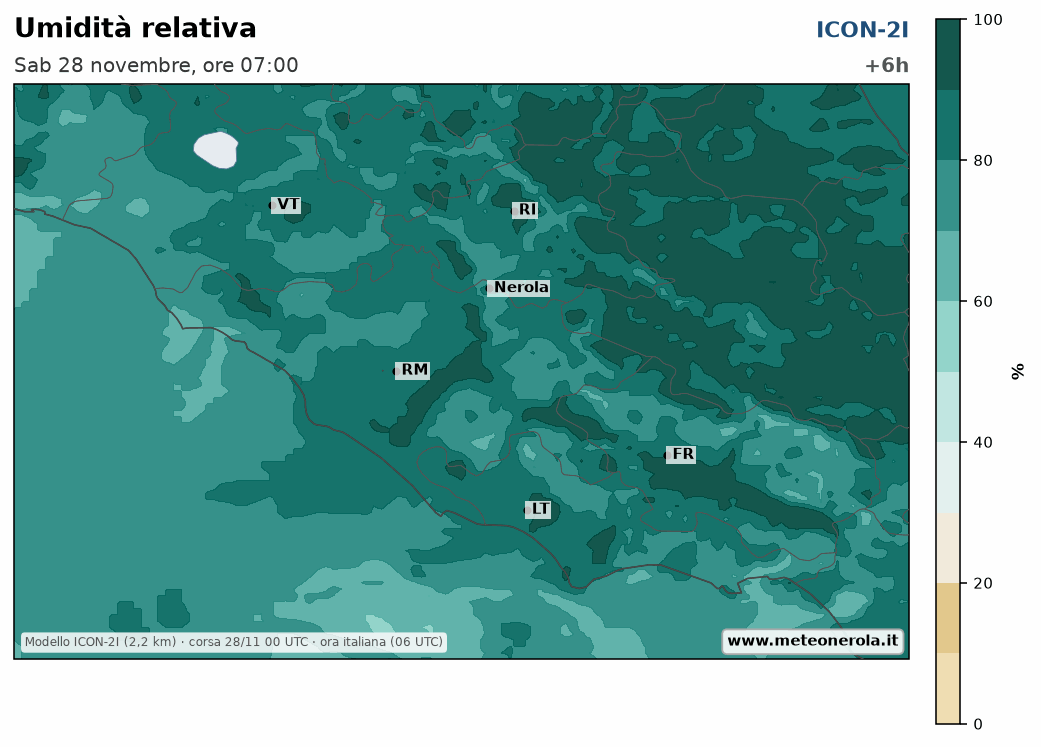 Umidità relativa
ICON-2I
Sab 28 novembre, ore 07:00
+6h
100
80
60
40
20
0
%
VT
RI
Nerola
RM
FR
LT
Modello ICON-2I (2,2 km) · corsa 28/11 00 UTC · ora italiana (06 UTC)
www.meteonerola.it